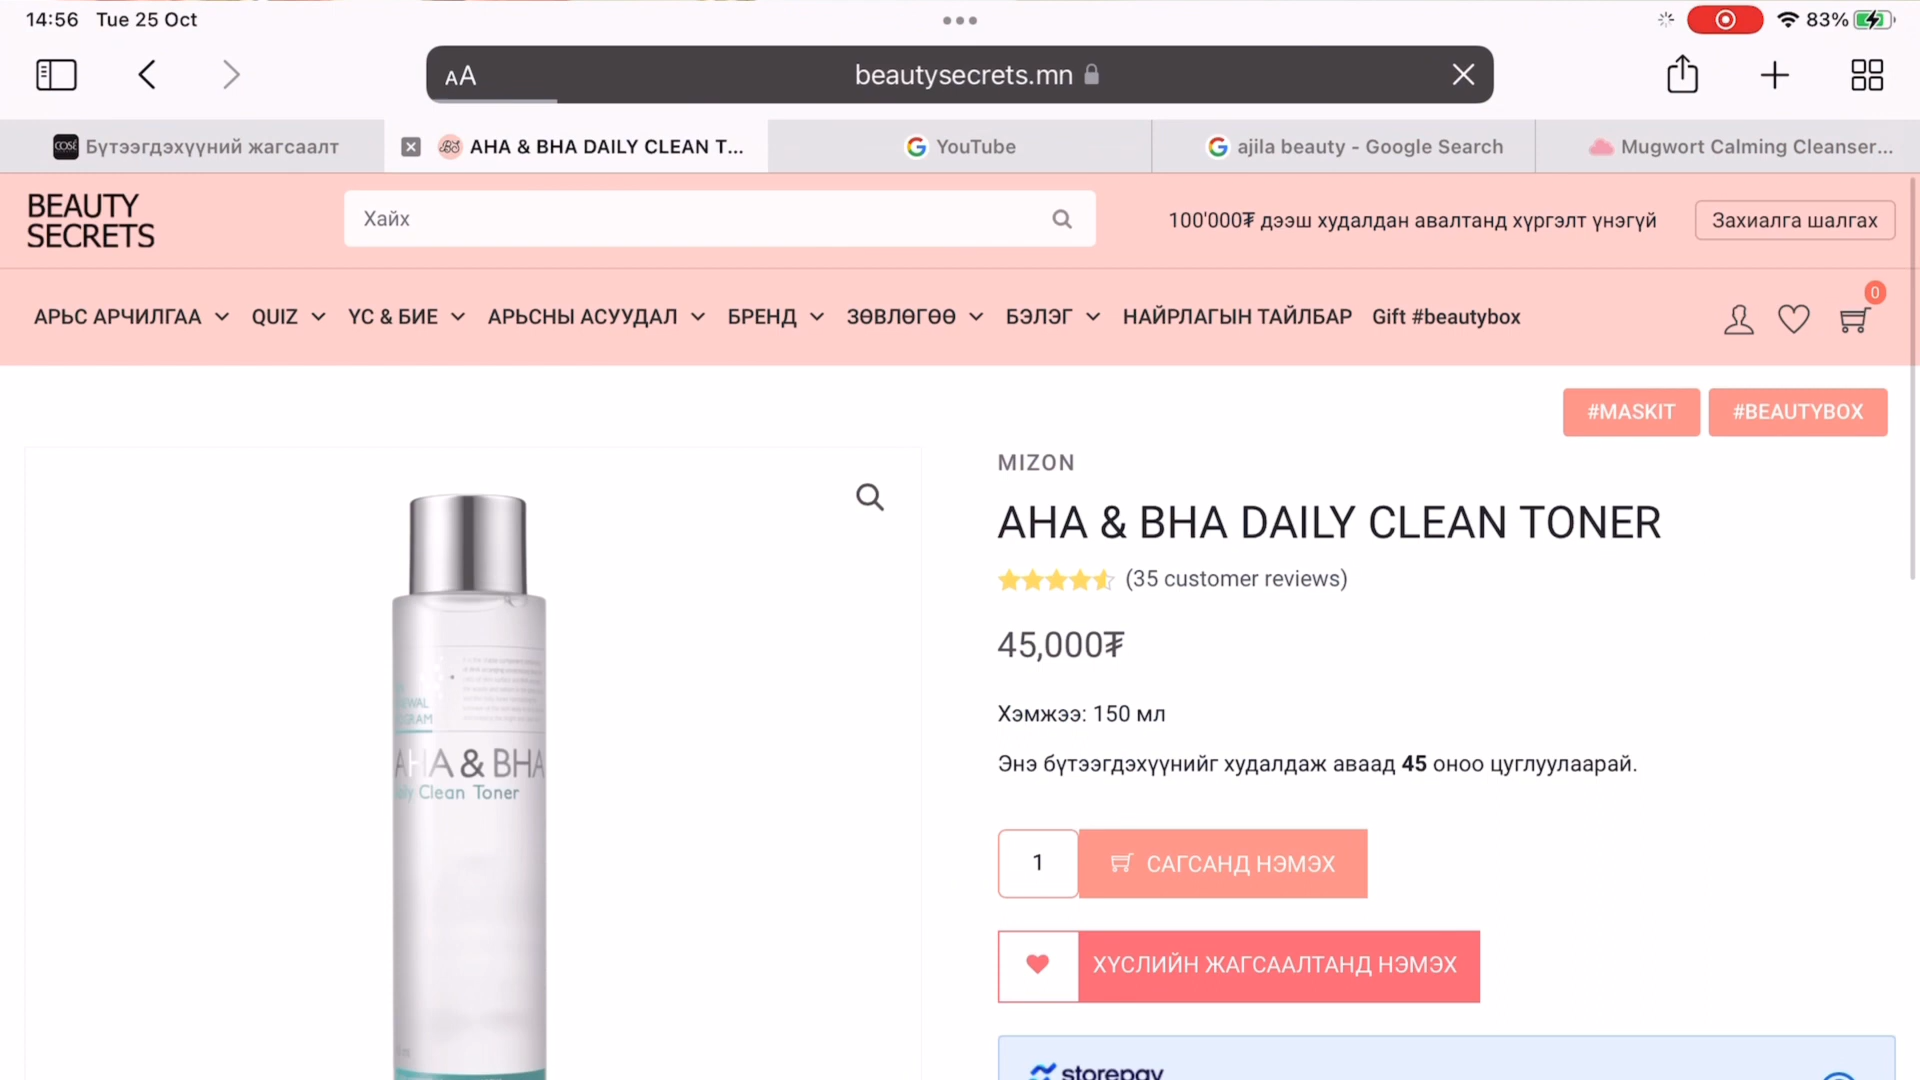 14:56 Tue 25 Oct
83%
AA beautysecrets.mn
COSÉ Бүтээгдэхүүний жагсаалт
BS AHA & BHA DAILY CLEAN T...
YouTube
ajila beauty - Google Search
Mugwort Calming Cleanser...
BEAUTY
SECRETS
Хайх
100'000₮ дээш худалдан авалтанд хүргэлт үнэгүй
Захиалга шалгах
АРЬС АРЧИЛГАА QUIZ ҮС & БИЕ АРЬСНЫ АСУУДАЛ БРЕНД ЗӨВЛӨГӨӨ БЭЛЭГ НАЙРЛАГЫН ТАЙЛБАР Gift #beautybox
0
#MASKIT #BEAUTYBOX
MIZON
AHA & BHA DAILY CLEAN TONER
(35 customer reviews)
45,000₮
Хэмжээ: 150 мл
Энэ бүтээгдэхүүнийг худалдаж аваад 45 оноо цуглуулаарай.
1 САГСАНД НЭМЭХ
ХҮСЛИЙН ЖАГСААЛТАНД НЭМЭХ
storepay
AHA & BHA
Clean Toner